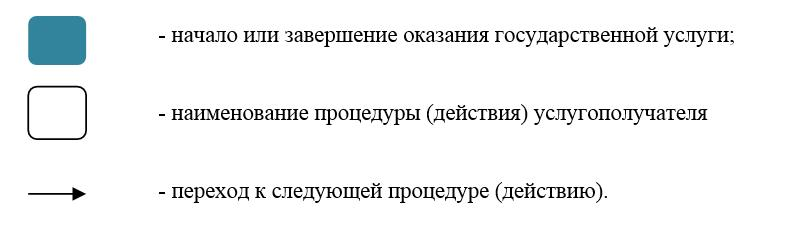 - начало или завершение оказания государственной услуги;
- наименование процедуры (действия) услугополучателя
- переход к следующей процедуре (действию).